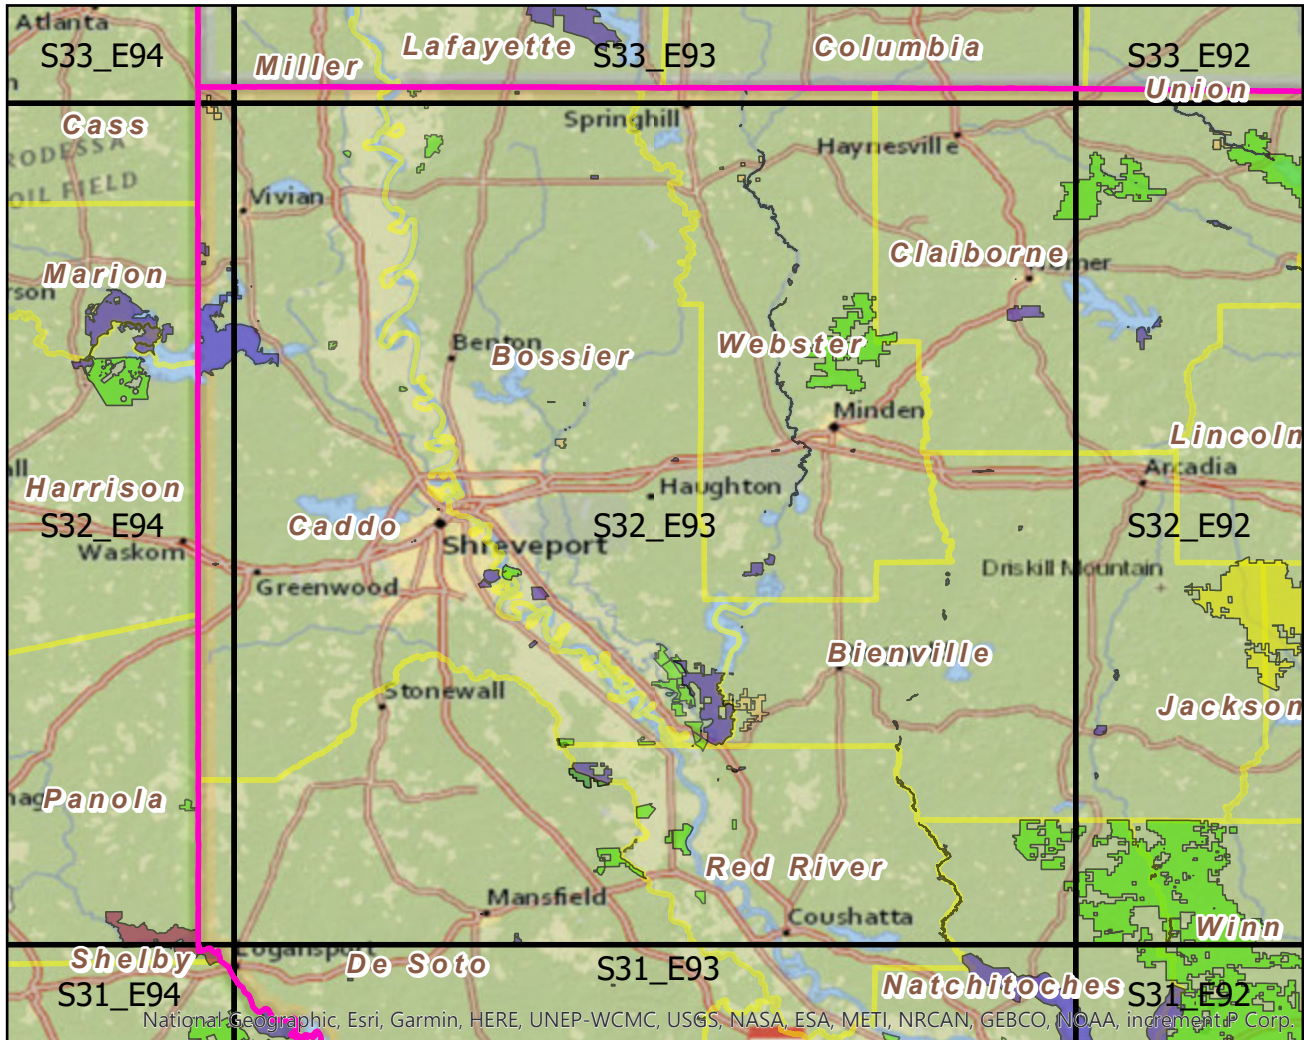 Atlanta
S33_E94
Miller
Lafayette
S33_E93
Columbia
S33_E92
Union
Cass
RODESSA
OIL FIELD
Springhill
Haynesville
Vivian
Claiborne
Marion
Benton
Bossier
Webster
Minden
Lincoln
Arcadia
Harrison
S32_E94
Waskom
Caddo
Shreveport
Haughton
S32_E93
S32_E92
Greenwood
Driskill Mountain
Bienville
Stonewall
Jackson
Panola
Red River
Mansfield
Coushatta
Winn
Shelby
Logansport
De Soto
S31_E93
Natchitoches
S31_E94
S31_E92
National Geographic, Esri, Garmin, HERE, UNEP-WCMC, USGS, NASA, ESA, METI, NRCAN, GEBCO, NOAA, increment P Corp.